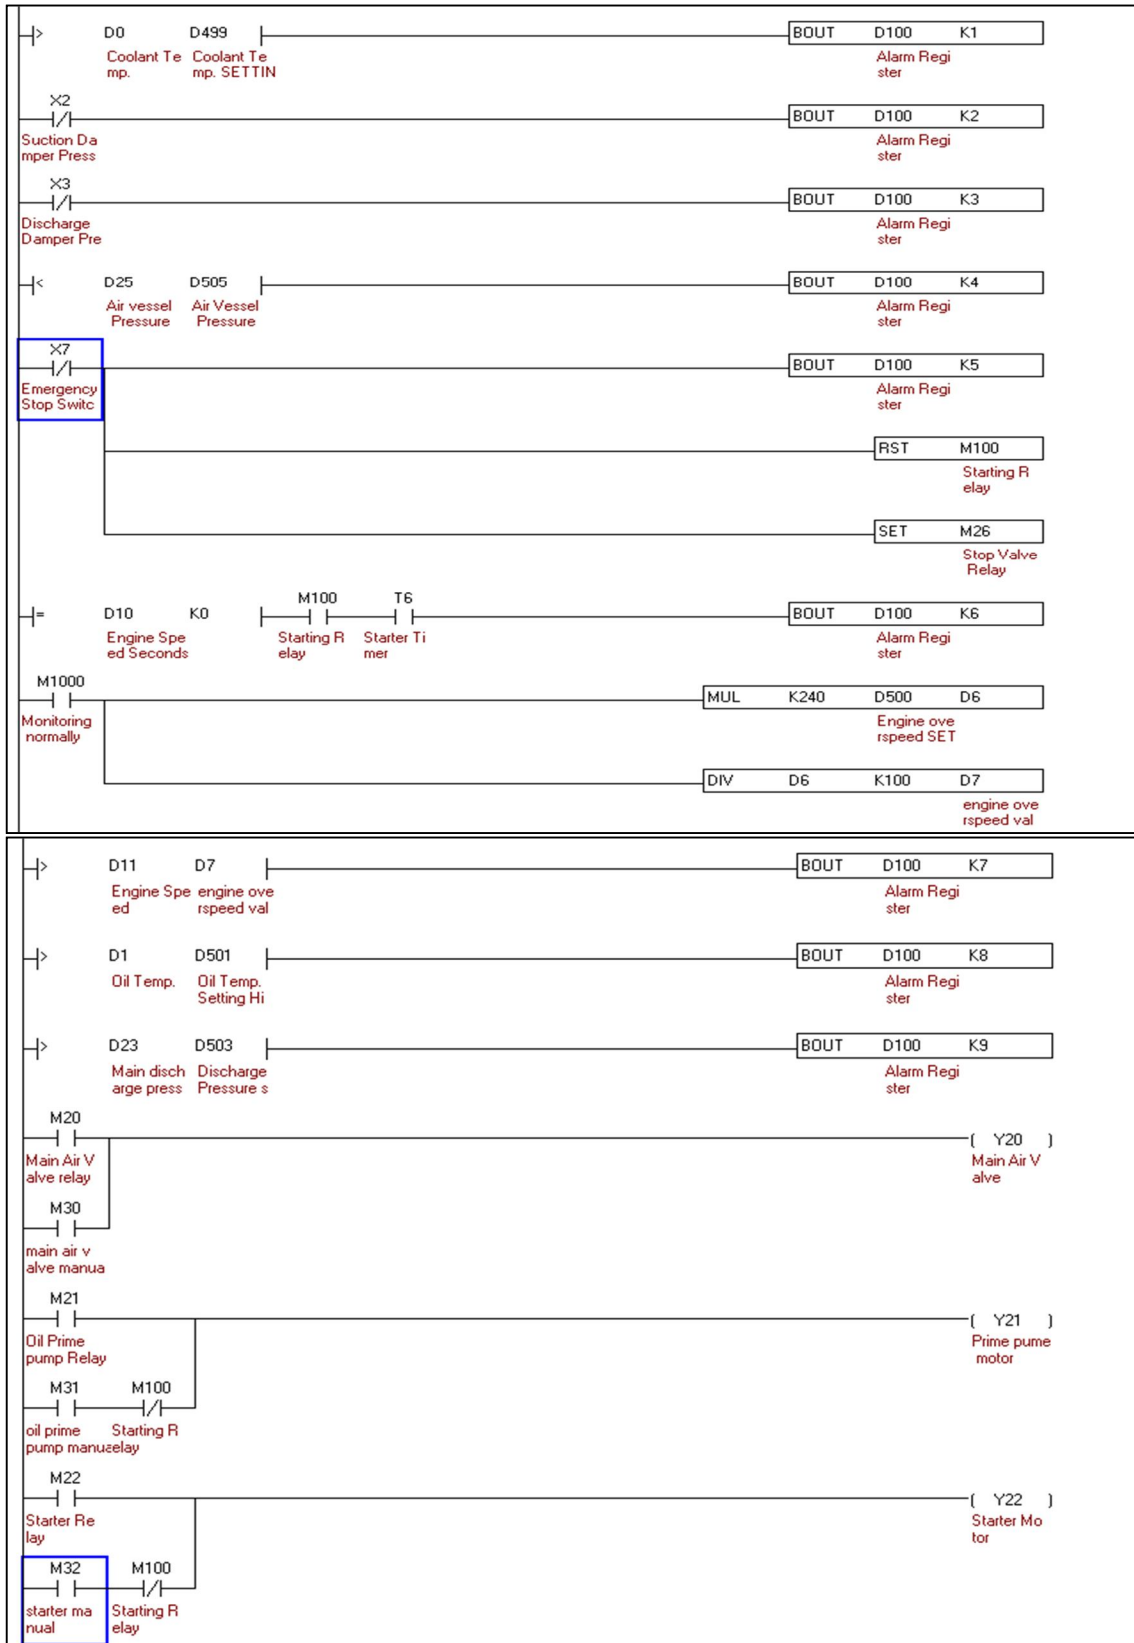 > D0 D499 BOUT D100 K1
Coolant Te Coolant Te Alarm Regi
mp. mp. SETTIN ster
X2
BOUT D100 K2
Suction Da Alarm Regi
mper Press ster
X3
BOUT D100 K3
Discharge Alarm Regi
Damper Pre ster
< D25 D505 BOUT D100 K4
Air vessel Air Vessel Alarm Regi
Pressure Pressure ster
X7
BOUT D100 K5
Emergency Alarm Regi
Stop Switc ster
RST M100
Starting R
elay
SET M26
Stop Valve
Relay
M100 T6
= D10 K0 BOUT D100 K6
Engine Spe Starting R Starter Ti Alarm Regi
ed Seconds elay mer ster
M1000
MUL K240 D500 D6
Monitoring Engine ove
normally rspeed SET
DIV D6 K100 D7
engine ove
rspeed val
> D11 D7 BOUT D100 K7
Engine Spe engine ove Alarm Regi
ed rspeed val ster
> D1 D501 BOUT D100 K8
Oil Temp. Oil Temp. Alarm Regi
Setting Hi ster
> D23 D503 BOUT D100 K9
Main disch Discharge Alarm Regi
arge press Pressure s ster
M20
( Y20 )
Main Air V Main Air V
alve relay alve
M30
main air v
alve manua
M21
( Y21 )
Oil Prime Prime pume
pump Relay motor
M31 M100
oil prime Starting R
pump manu elay
M22
( Y22 )
Starter Re Starter Mo
lay tor
M32 M100
starter ma Starting R
nual elay